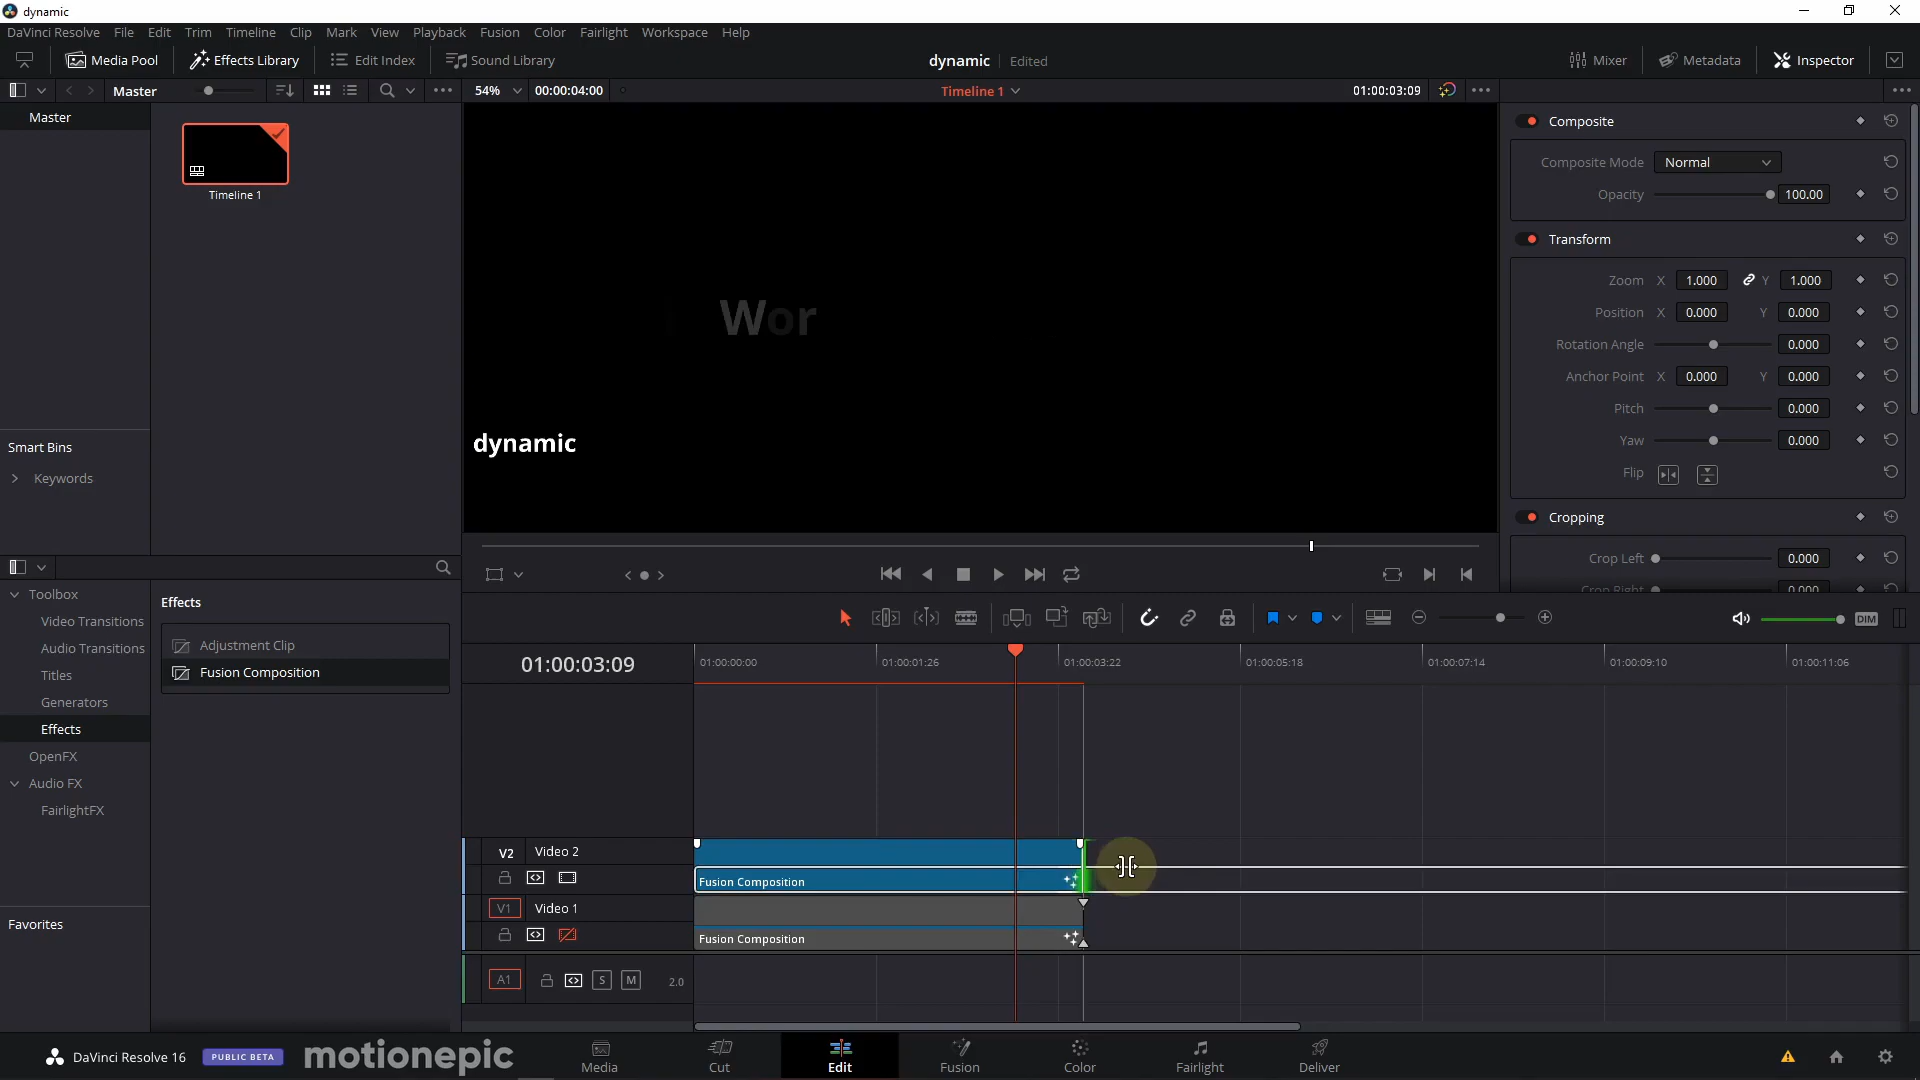 dynamic
DaVinci Resolve File Edit Trim Timeline Clip Mark View Playback Fusion Color Fairlight Workspace Help
Media Pool Effects Library Edit Index Sound Library dynamic Edited Mixer Metadata Inspector
Master 54% 00:00:04:00 Timeline 1 01:00:03:09
Master
Timeline 1
Smart Bins
Keywords
Wor
dynamic
Composite
Composite Mode Normal
Opacity 100.00
Transform
Zoom X 1.000 Y 1.000
Position X 0.000 Y 0.000
Rotation Angle 0.000
Anchor Point X 0.000 Y 0.000
Pitch 0.000
Yaw 0.000
Flip
Cropping
Crop Left 0.000
Crop Right 0.000
Toolbox
Video Transitions
Audio Transitions
Titles
Generators
Effects
OpenFX
Audio FX
FairlightFX
Favorites
Effects
Adjustment Clip
Fusion Composition
DIM
01:00:03:09 01:00:00:00 01:00:01:26 01:00:03:22 01:00:05:18 01:00:07:14 01:00:09:10 01:00:11:06
V2 Video 2
Fusion Composition
V1 Video 1
Fusion Composition
A1 S M 2.0
DaVinci Resolve 16 PUBLIC BETA motionepic Media Cut Edit Fusion Color Fairlight Deliver